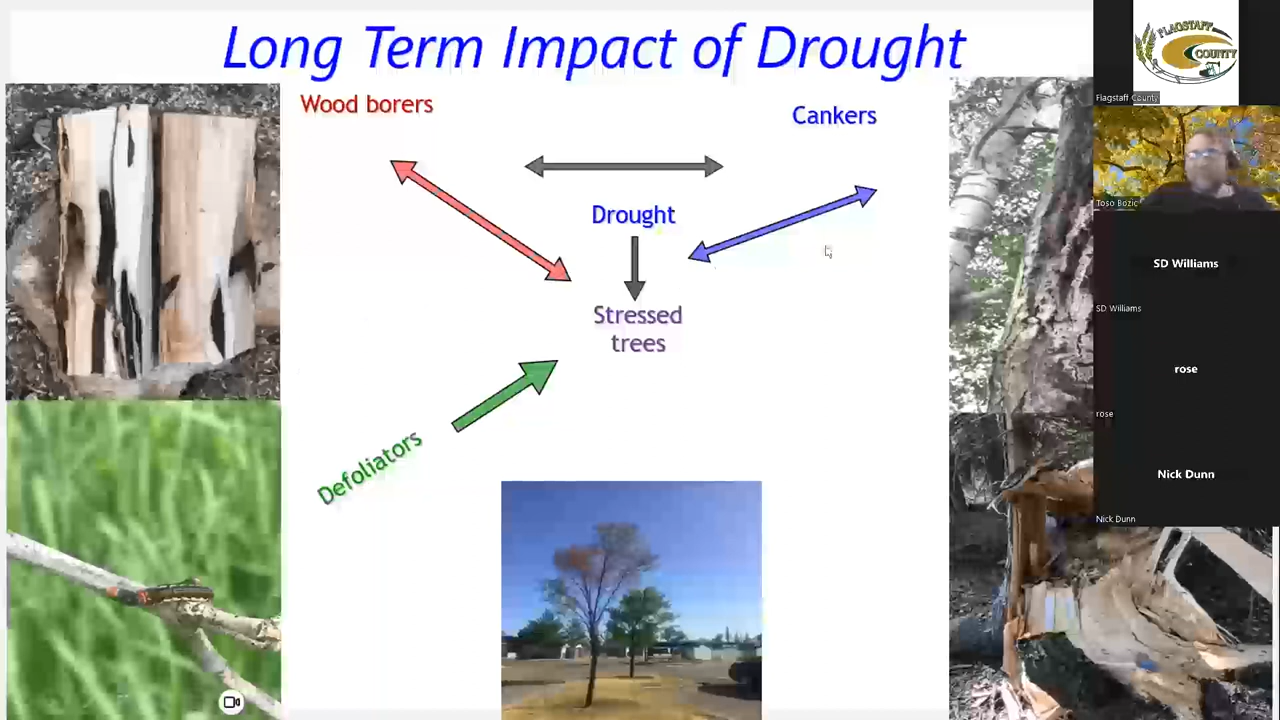 Long Term Impact of Drought
Wood borers
Cankers
Drought
Stressed
trees
Defoliators
FLAGSTAFF
COUNTY
Flagstaff County
Toso Bozic
SD Williams
SD Williams
rose
rose
Nick Dunn
Nick Dunn